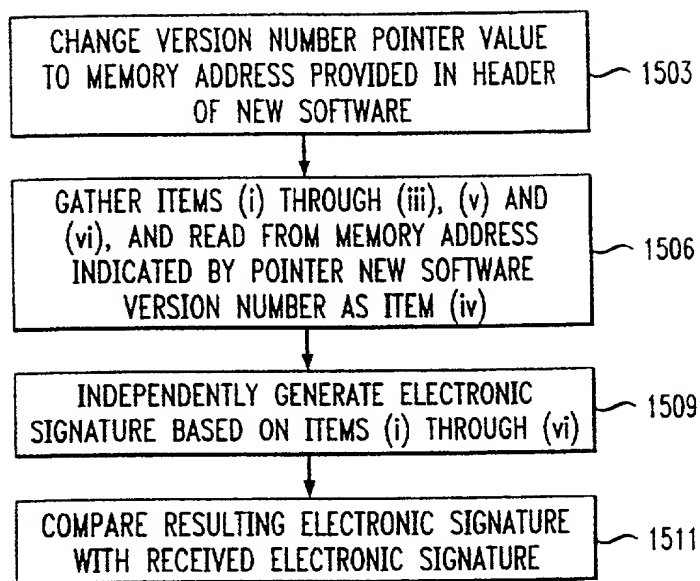 CHANGE VERSION NUMBER POINTER VALUE
TO MEMORY ADDRESS PROVIDED IN HEADER
OF NEW SOFTWARE
1503
GATHER ITEMS (i) THROUGH (iii), (v) AND
(vi), AND READ FROM MEMORY ADDRESS
INDICATED BY POINTER NEW SOFTWARE
VERSION NUMBER AS ITEM (iv)
1506
INDEPENDENTLY GENERATE ELECTRONIC
SIGNATURE BASED ON ITEMS (i) THROUGH (vi)
1509
COMPARE RESULTING ELECTRONIC SIGNATURE
WITH RECEIVED ELECTRONIC SIGNATURE
1511